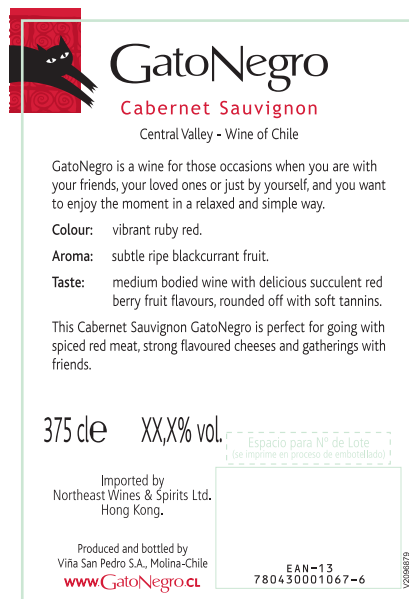 GatoNegro
Cabernet Sauvignon
Central Valley - Wine of Chile
GatoNegro is a wine for those occasions when you are with
your friends, your loved ones or just by yourself, and you want
to enjoy the moment in a relaxed and simple way.
Colour: vibrant ruby red.
Aroma: subtle ripe blackcurrant fruit.
Taste: medium bodied wine with delicious succulent red
berry fruit flavours, rounded off with soft tannins.
This Cabernet Sauvignon GatoNegro is perfect for going with
spiced red meat, strong flavoured cheeses and gatherings with
friends.
375 cl℮ XX,X% vol.
Espacio para Nº de Lote
(se imprime en proceso de embotellado)
Imported by
Northeast Wines & Spirits Ltd.
Hong Kong.
Produced and bottled by
Viña San Pedro S.A., Molina-Chile
www.GatoNegro.CL
EAN-13
780430001067-6
V2096879